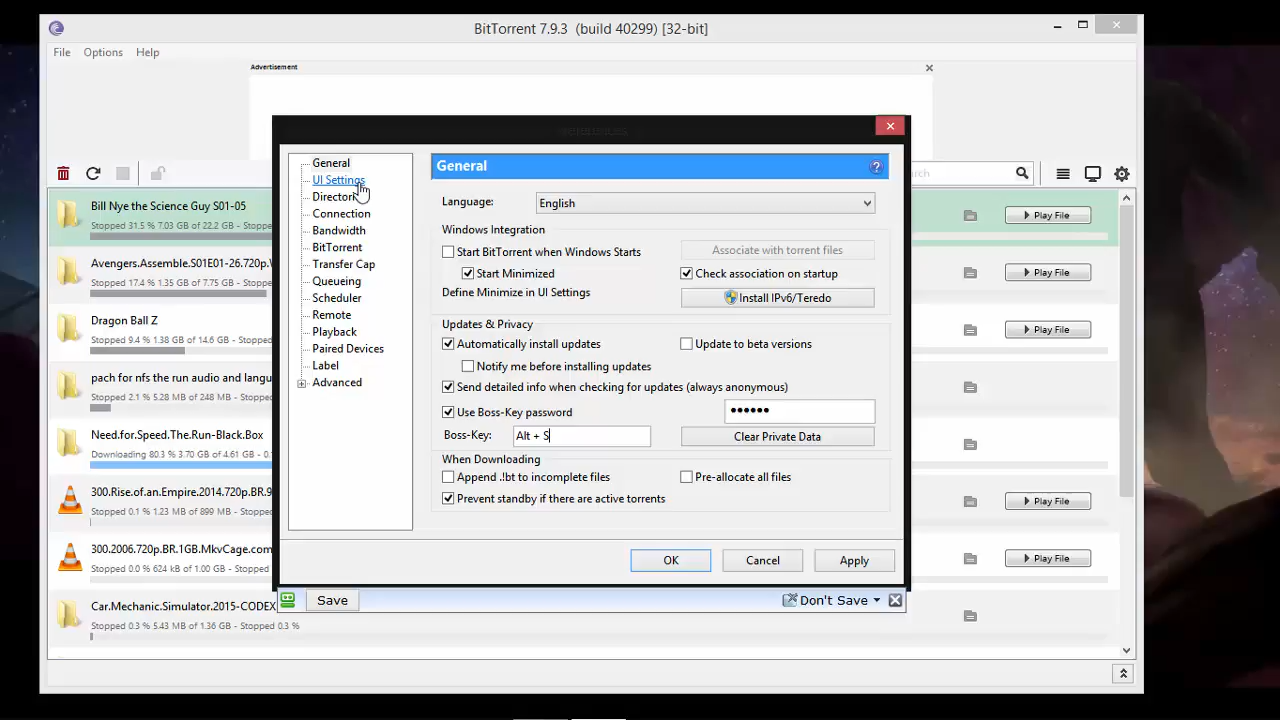 BitTorrent 7.9.3 (build 40299) [32-bit]
File Options Help
Advertisement
General
UI Settings
Connection
Bandwidth
BitTorrent
Transfer Cap
Queueing
Scheduler
Remote
Playback
Paired Devices
Label
Advanced
General
Language: English
Windows Integration
Start BitTorrent when Windows Starts
Associate with torrent files
Start Minimized
Check association on startup
Define Minimize in UI Settings
Install IPv6/Teredo
Updates & Privacy
Automatically install updates
Update to beta versions
Notify me before installing updates
Send detailed info when checking for updates (always anonymous)
Use Boss-Key password
••••••
Boss-Key: Alt + S
Clear Private Data
When Downloading
Append .!bt to incomplete files
Pre-allocate all files
Prevent standby if there are active torrents
OK Cancel Apply
Save
Don't Save
Bill Nye the Science Guy S01-05
Stopped 31.5 % 7.03 GB of 22.2 GB - Stopped
Play File
Avengers.Assemble.S01E01-26.720p.
Stopped 17.4 % 1.35 GB of 7.75 GB - Stopped
Play File
Dragon Ball Z
Stopped 9.4 % 1.38 GB of 14.6 GB - Stopped
Play File
pach for nfs the run audio and langu
Stopped 2.1 % 5.28 MB of 248 MB - Stopped
Need.for.Speed.The.Run-Black.Box
Downloading 80.3 % 3.70 GB of 4.61 GB -
300.Rise.of.an.Empire.2014.720p.BR.
Stopped 0.1 % 1.23 MB of 899 MB - Stopped
Play File
300.2006.720p.BR.1GB.MkvCage.com
Stopped 0.0 % 624 kB of 1.00 GB - Stopped
Play File
Car.Mechanic.Simulator.2015-CODEX
Stopped 0.3 % 5.43 MB of 1.36 GB - Stopped 0.3 %